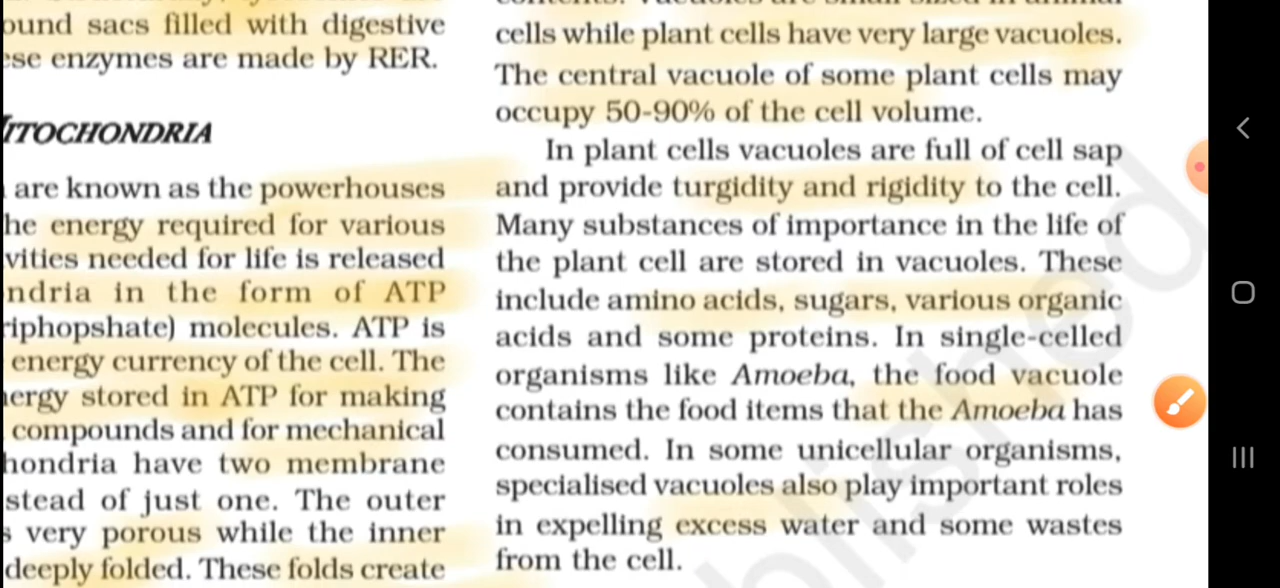 ound sacs filled with digestive
ese enzymes are made by RER.
ITOCHONDRIA
are known as the powerhouses
he energy required for various
vities needed for life is released
ndria in the form of ATP
riphopshate) molecules. ATP is
energy currency of the cell. The
ergy stored in ATP for making
compounds and for mechanical
hondria have two membrane
stead of just one. The outer
s very porous while the inner
deeply folded. These folds create
contents. Vacuoles are small sized in animal
cells while plant cells have very large vacuoles.
The central vacuole of some plant cells may
occupy 50-90% of the cell volume.
In plant cells vacuoles are full of cell sap
and provide turgidity and rigidity to the cell.
Many substances of importance in the life of
the plant cell are stored in vacuoles. These
include amino acids, sugars, various organic
acids and some proteins. In single-celled
organisms like Amoeba, the food vacuole
contains the food items that the Amoeba has
consumed. In some unicellular organisms,
specialised vacuoles also play important roles
in expelling excess water and some wastes
from the cell.
blished